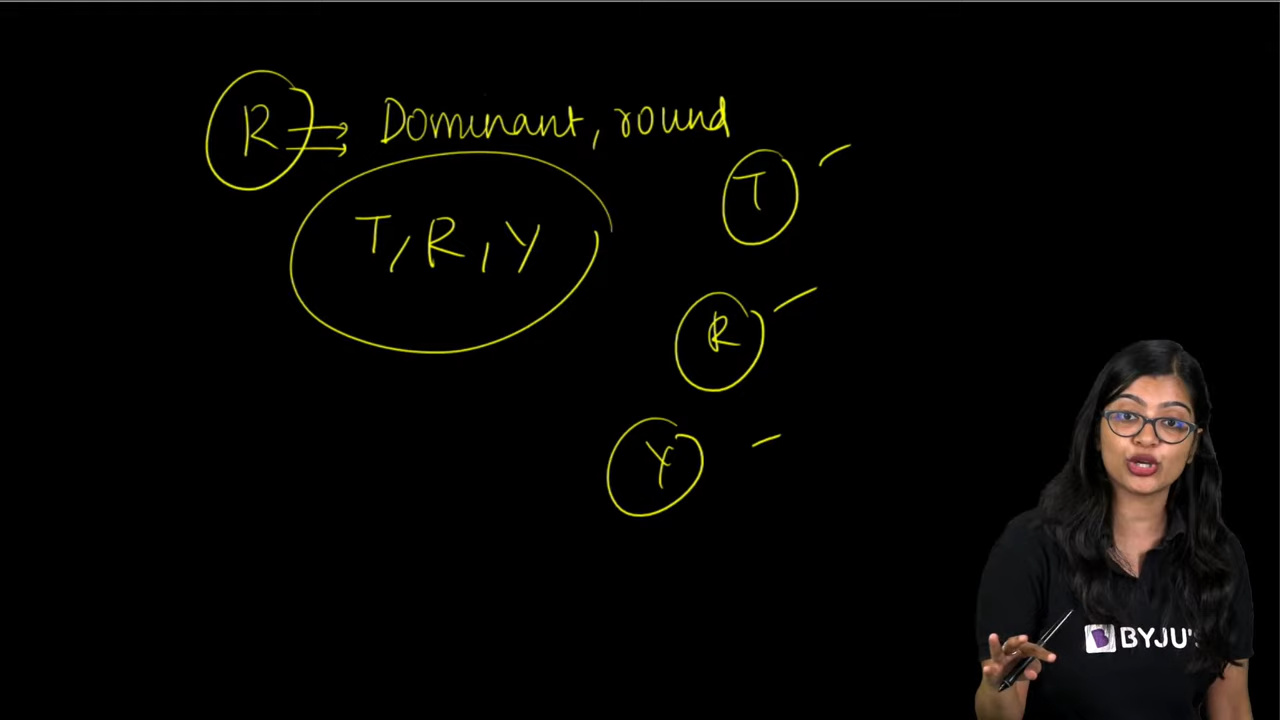 R Dominant, round
T, R, Y
T
R
Y
BYJU'S